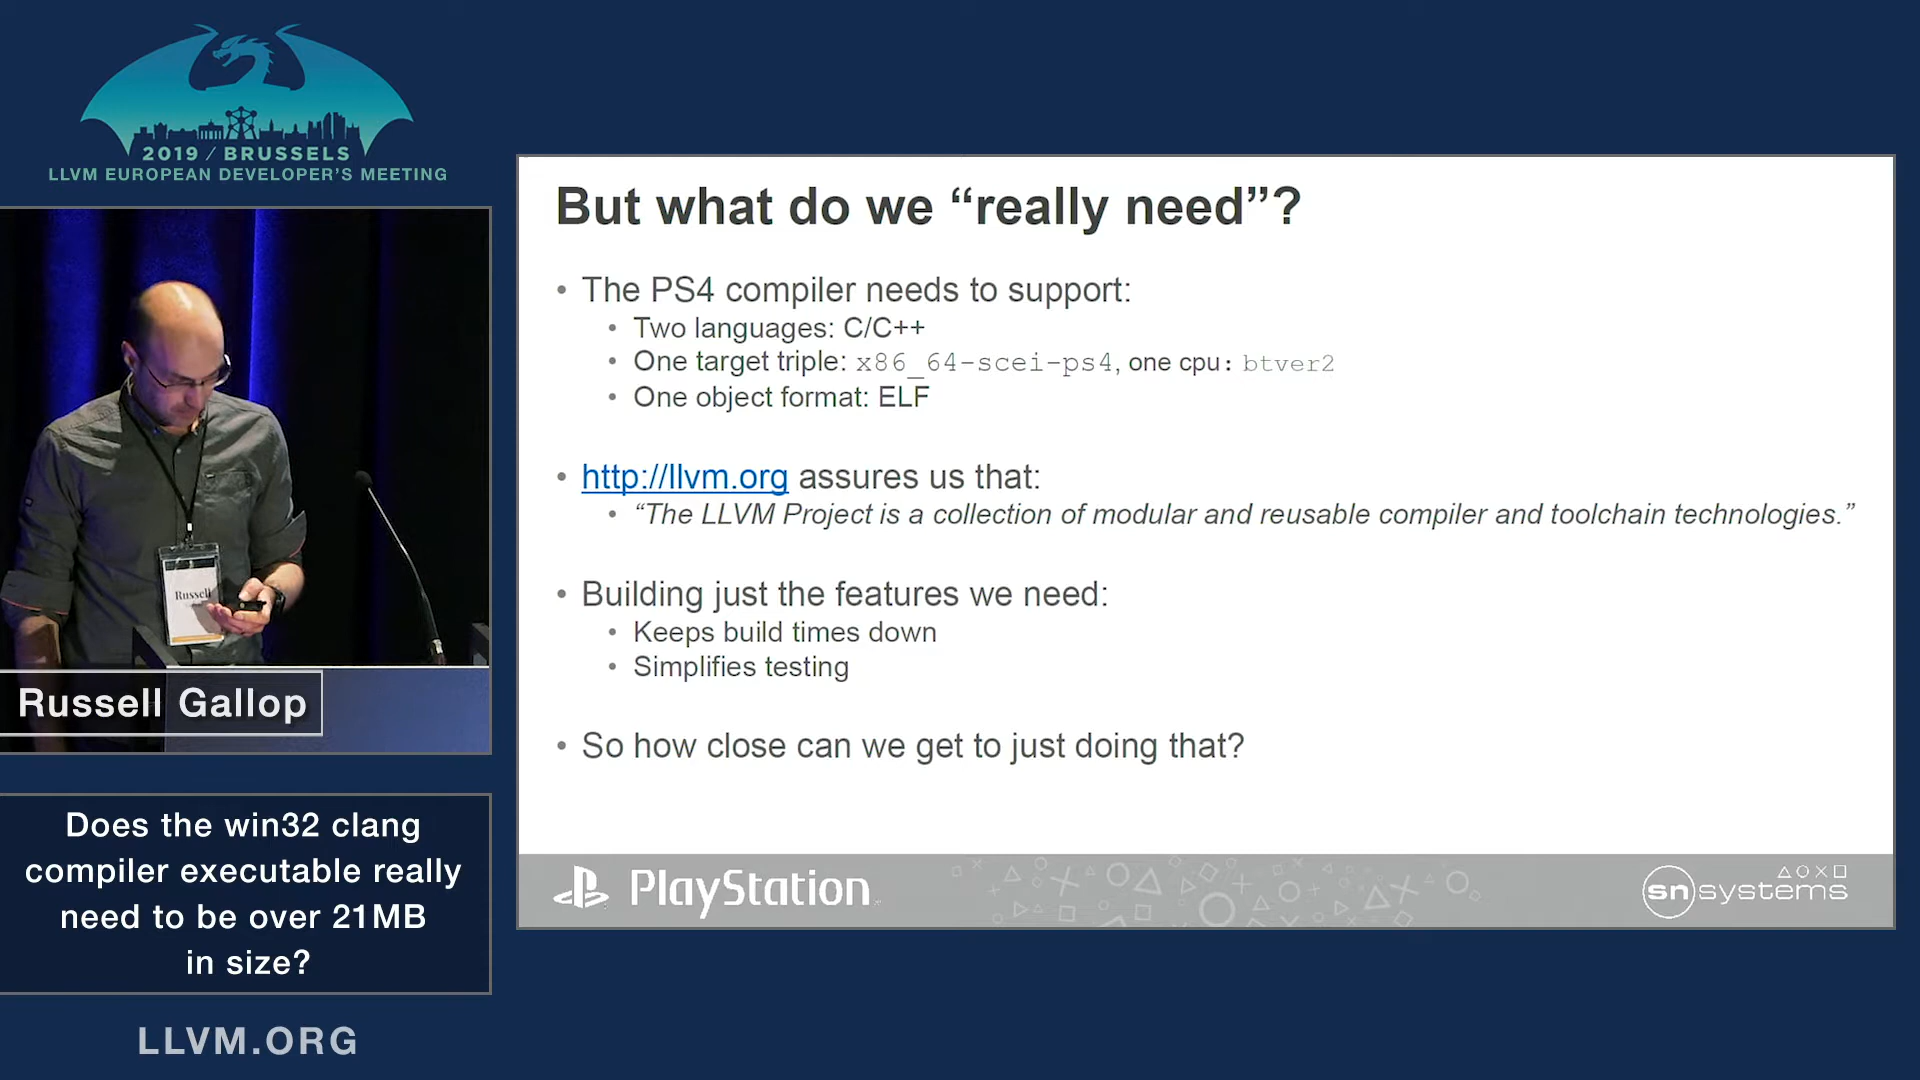 2019 / BRUSSELS
LLVM EUROPEAN DEVELOPER'S MEETING
Russell
Russell Gallop
Does the win32 clang
compiler executable really
need to be over 21MB
in size?
LLVM.ORG
But what do we “really need”?
• The PS4 compiler needs to support:
• Two languages: C/C++
• One target triple: x86_64-scei-ps4, one cpu: btver2
• One object format: ELF
• http://llvm.org assures us that:
• “The LLVM Project is a collection of modular and reusable compiler and toolchain technologies.”
• Building just the features we need:
• Keeps build times down
• Simplifies testing
• So how close can we get to just doing that?
PlayStation
sn systems